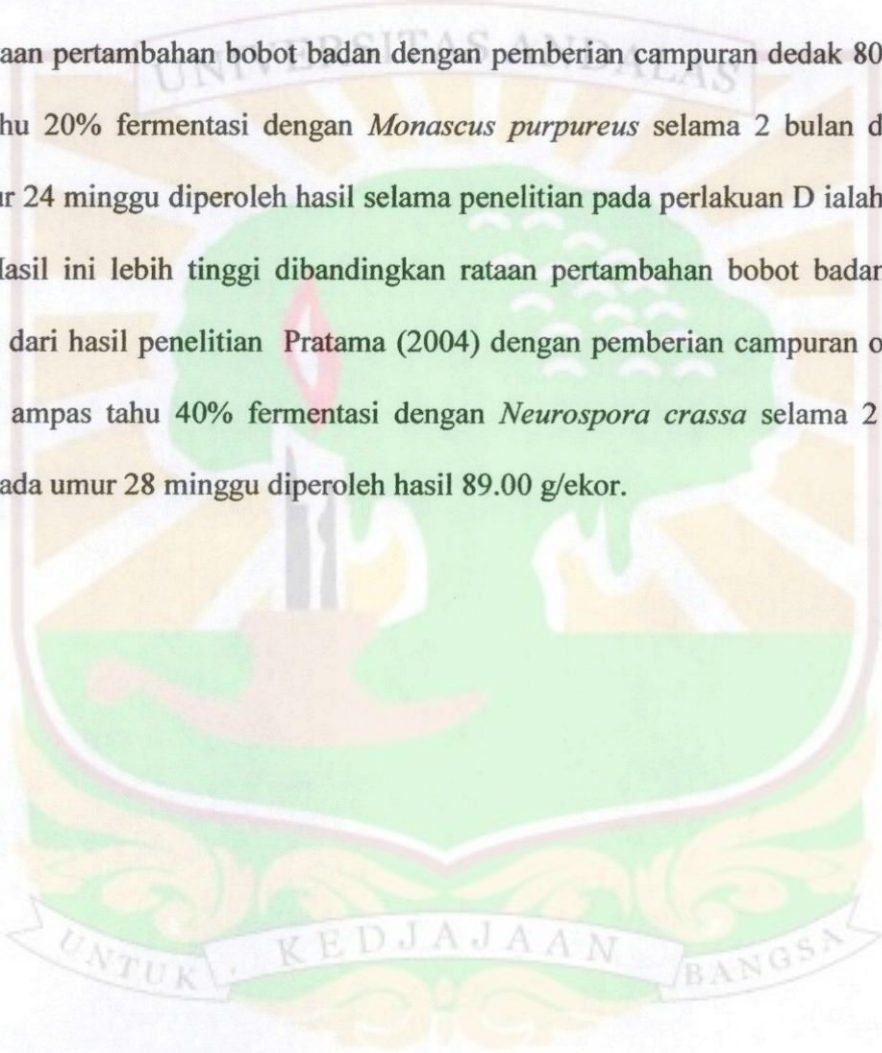 aan pertambahan bobot badan dengan pemberian campuran dedak 80
UNIVERSITAS ANDALAS
hu 20% fermentasi dengan Monascus purpureus selama 2 bulan d
ur 24 minggu diperoleh hasil selama penelitian pada perlakuan D ialah
Hasil ini lebih tinggi dibandingkan rataan pertambahan bobot badan
dari hasil penelitian Pratama (2004) dengan pemberian campuran o
ampas tahu 40% fermentasi dengan Neurospora crassa selama 2
ada umur 28 minggu diperoleh hasil 89.00 g/ekor.
UNTUK KEDJAJAAN BANGSA